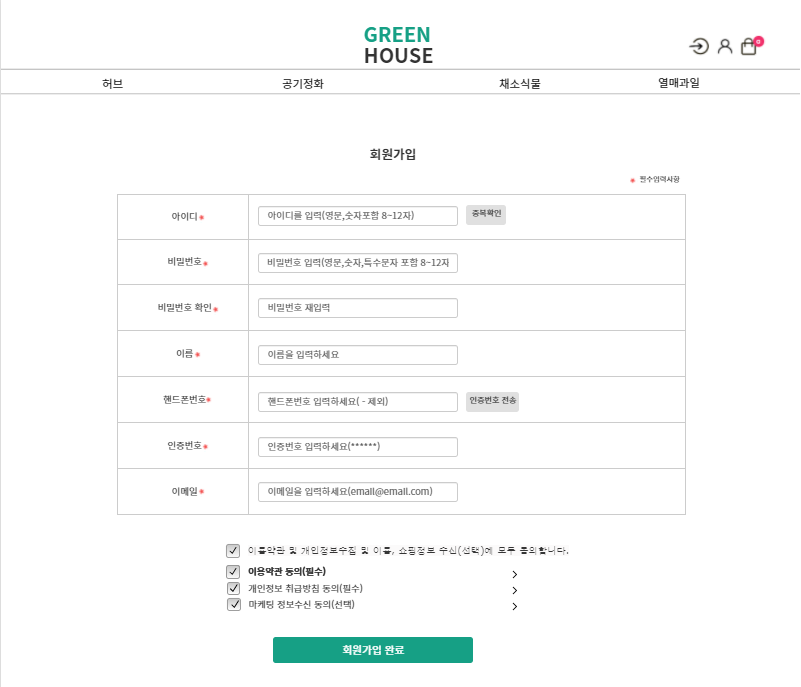 GREEN
HOUSE
0
허브 공기정화 채소식물 열매과일
회원가입
* 필수입력사항
아이디* 아이디를 입력(영문,숫자포함 8~12자) 중복확인
비밀번호* 비밀번호 입력(영문,숫자,특수문자 포함 8~12자
비밀번호 확인* 비밀번호 재입력
이름* 이름을 입력하세요
핸드폰번호* 핸드폰번호 입력하세요( - 제외) 인증번호 전송
인증번호* 인증번호 입력하세요(******)
이메일* 이메일을 입력하세요(email@email.com)
이용약관 및 개인정보수집 및 이용, 쇼핑정보 수신(선택)에 모두 동의합니다.
이용약관 동의(필수)
개인정보 취급방침 동의(필수)
마케팅 정보수신 동의(선택)
회원가입 완료